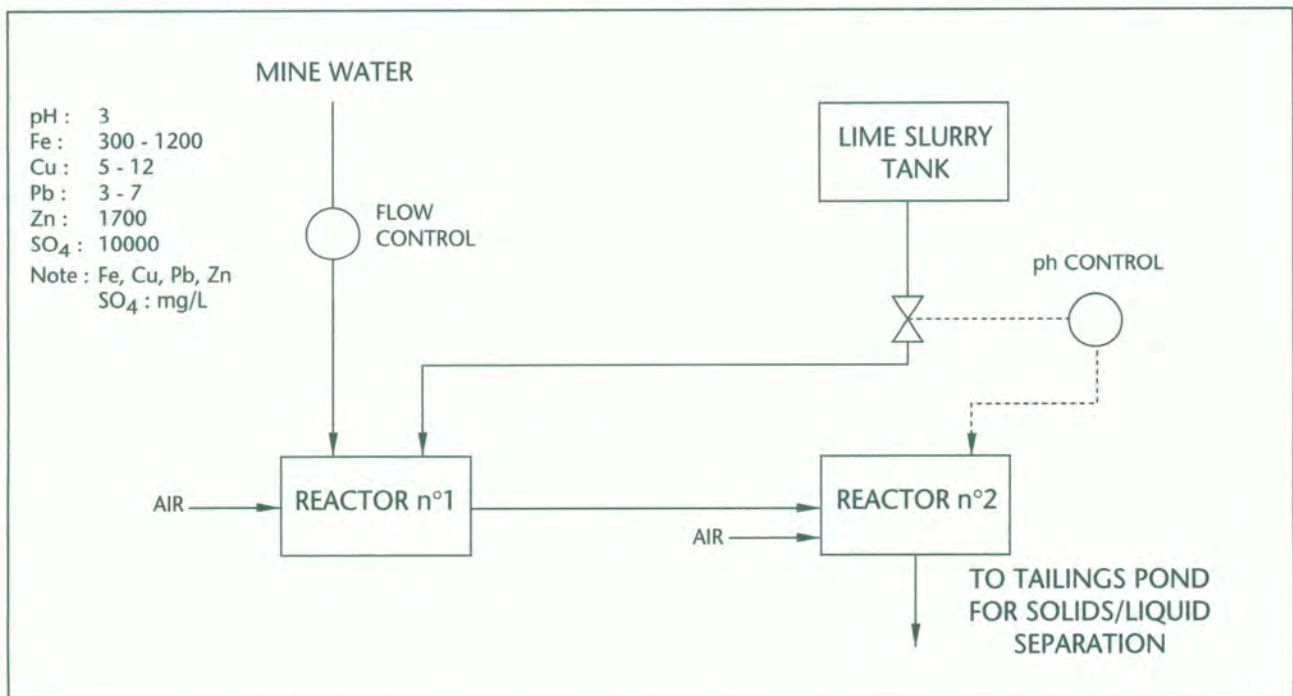 MINE WATER
pH : 3
Fe : 300 - 1200
Cu : 5 - 12
Pb : 3 - 7
Zn : 1700
SO4 : 10000
Note : Fe, Cu, Pb, Zn
SO4 : mg/L
FLOW
CONTROL
LIME SLURRY
TANK
ph CONTROL
AIR
REACTOR n°1
AIR
REACTOR n°2
TO TAILINGS POND
FOR SOLIDS/LIQUID
SEPARATION